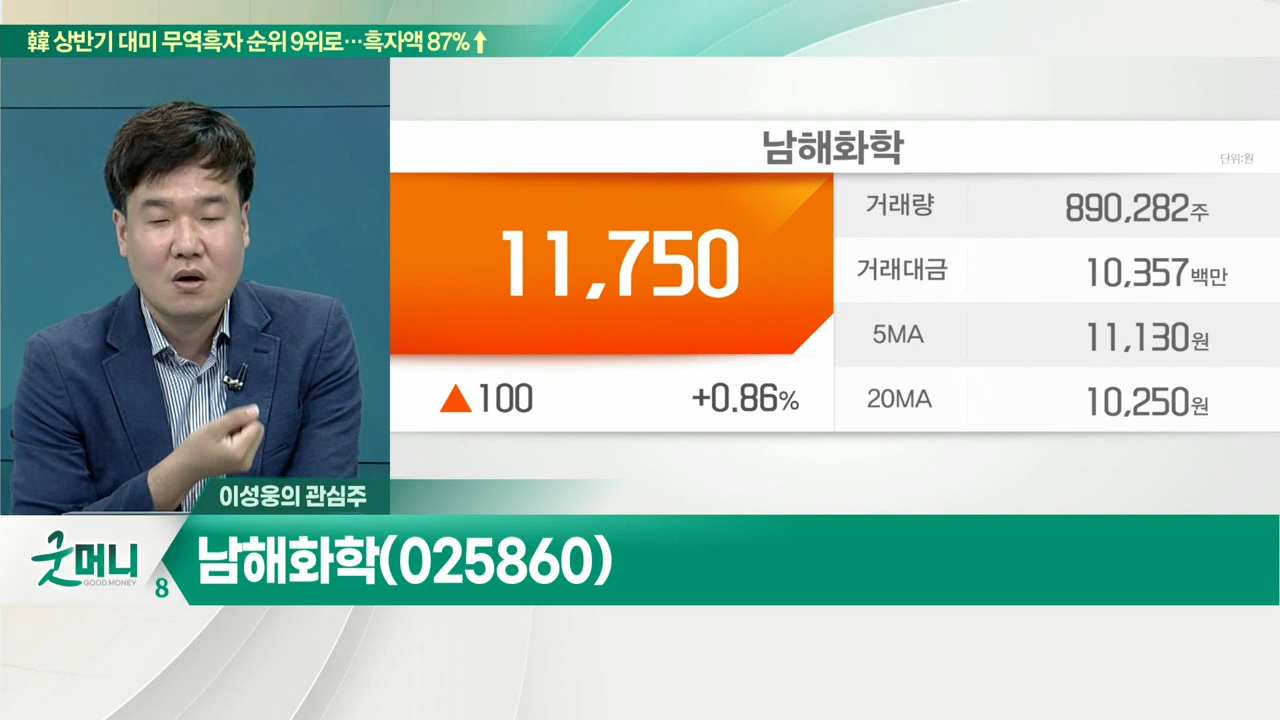 韓 상반기 대미 무역흑자 순위 9위로…흑자액 87%⬆
남해화학
단위:원
11,750
▲100 +0.86%
거래량 890,282주
거래대금 10,357백만
5MA 11,130원
20MA 10,250원
이성웅의 관심주
굿머니
GOOD MONEY
8
남해화학(025860)